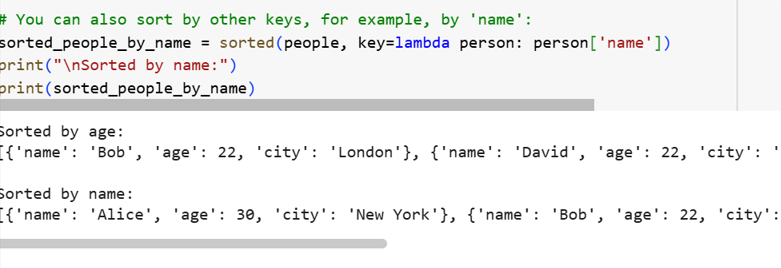 # You can also sort by other keys, for example, by 'name':
sorted_people_by_name = sorted(people, key=lambda person: person['name'])
print("\nSorted by name:")
print(sorted_people_by_name)
Sorted by age:
[{'name': 'Bob', 'age': 22, 'city': 'London'}, {'name': 'David', 'age': 22, 'city': '
Sorted by name:
[{'name': 'Alice', 'age': 30, 'city': 'New York'}, {'name': 'Bob', 'age': 22, 'city':